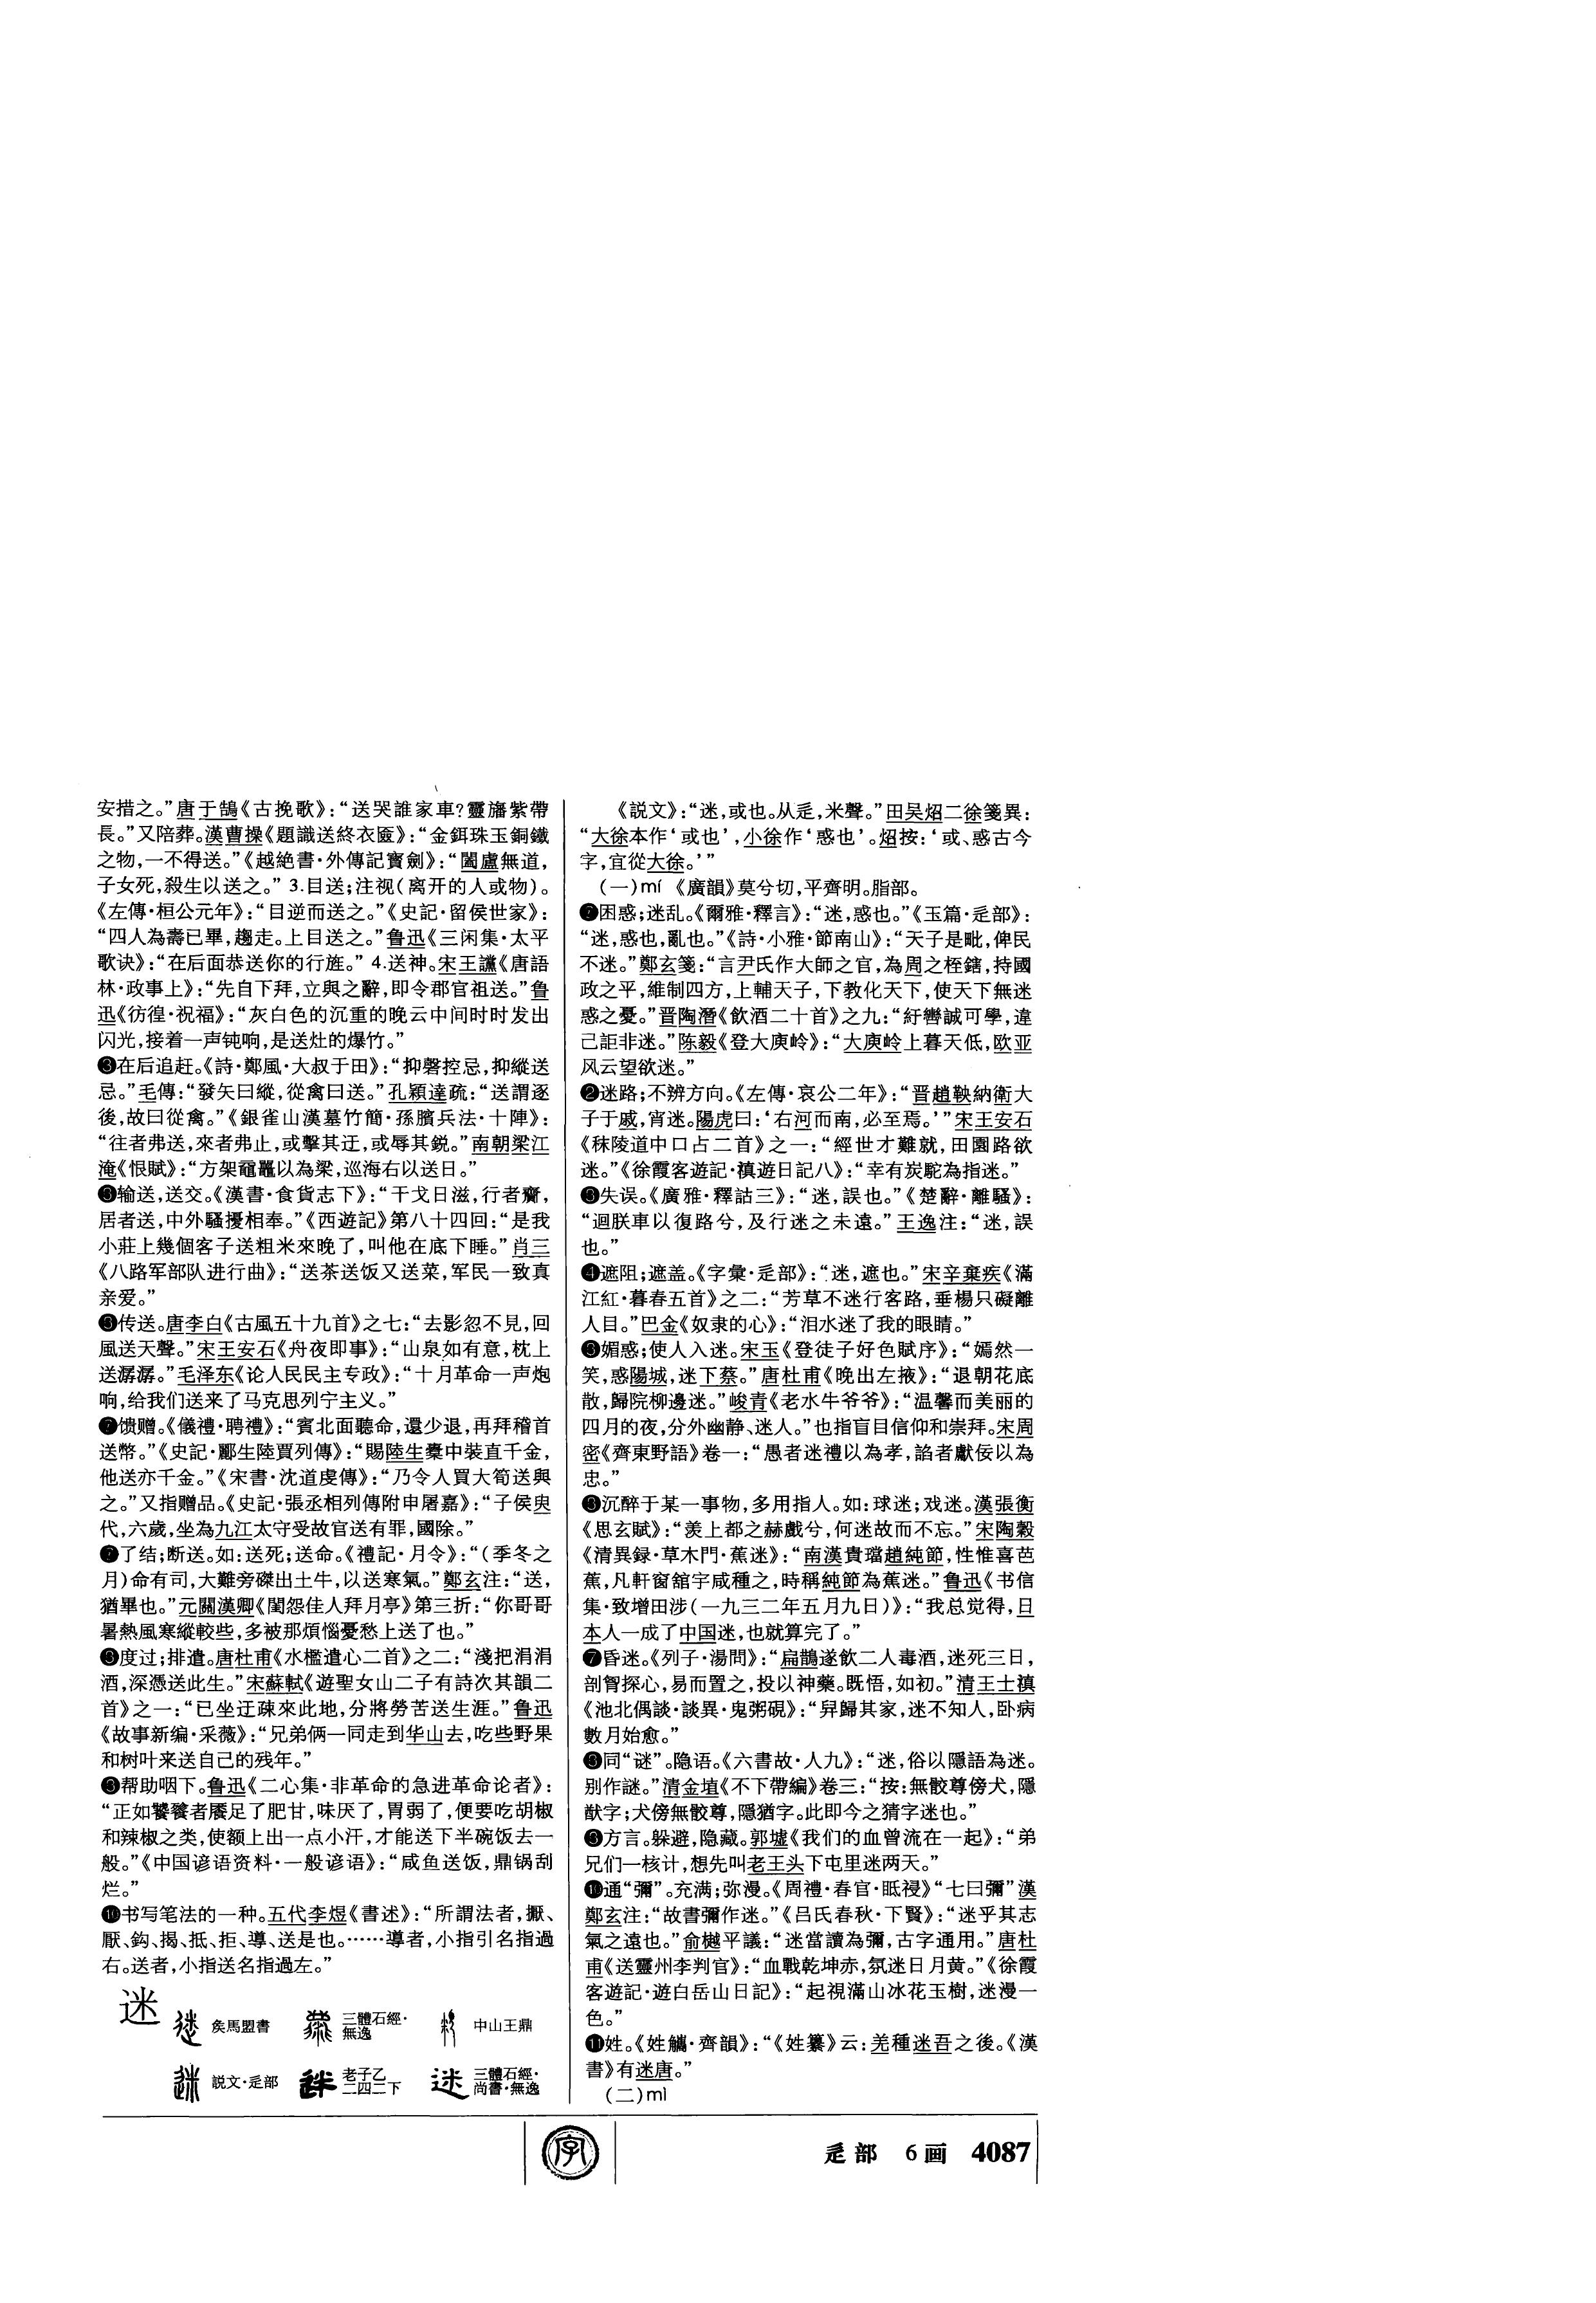 安措之。”唐于鵠《古挽歌》：“送哭誰家車？靈旛紫帶
長。”又陪葬。漢曹操《題識送終衣匳》：“金鉺珠玉銅鐵
之物，一不得送。”《越絶書·外傳記寳劍》：“闔廬無道，
子女死，殺生以送之。” 3.目送；注视（离开的人或物）。
《左傳·桓公元年》：“目逆而送之。”《史記·留侯世家》：
“四人為壽已畢，趨走。上目送之。”鲁迅《三闲集·太平
歌诀》：“在后面恭送你的行旌。” 4.送神。宋王讜《唐語
林·政事上》：“先自下拜，立與之辭，即令郡官祖送。”鲁
迅《彷徨·祝福》：“灰白色的沉重的晚云中间时时发出
闪光，接着一声钝响，是送灶的爆竹。”
❸在后追赶。《詩·鄭風·大叔于田》：“抑磬控忌，抑縱送
忌。”毛傳：“發矢曰縱，從禽曰送。”孔穎達疏：“送謂逐
後，故曰從禽。”《銀雀山漢墓竹簡·孫臏兵法·十陣》：
“往者弗送，來者弗止，或擊其迂，或辱其鋭。”南朝梁江
淹《恨賦》：“方架黿鼉以為梁，巡海右以送日。”
输送，送交。《漢書·食貨志下》：“干戈日滋，行者齎，
居者送，中外騷擾相奉。”《西遊記》第八十四回：“是我
小莊上幾個客子送粗米來晚了，叫他在底下睡。”肖三
《八路军部队进行曲》：“送茶送饭又送菜，军民一致真
亲爱。”
传送。唐李白《古風五十九首》之七：“去影忽不見，回
風送天聲。”宋王安石《舟夜即事》：“山泉如有意，枕上
送潺潺。”毛泽东《论人民民主专政》：“十月革命一声炮
响，给我们送来了马克思列宁主义。”
馈赠。《儀禮·聘禮》：“賓北面聽命，還少退，再拜稽首
送幣。”《史記·酈生陸賈列傳》：“賜陸生橐中裝直千金，
他送亦千金。”《宋書·沈道虔傳》：“乃令人買大筍送與
之。”又指赠品。《史記·張丞相列傳附申屠嘉》：“子侯臾
代，六歲，坐為九江太守受故官送有罪，國除。”
了结；断送。如：送死；送命。《禮記·月令》：“（季冬之
月）命有司，大難旁磔出土牛，以送寒氣。”鄭玄注：“送，
猶畢也。”元關漢卿《閨怨佳人拜月亭》第三折：“你哥哥
暑熱風寒縱較些，多被那煩惱憂愁上送了也。”
度过；排遣。唐杜甫《水檻遣心二首》之二：“淺把涓涓
酒，深憑送此生。”宋蘇軾《遊聖女山二子有詩次其韻二
首》之一：“已坐迂疎來此地，分將勞苦送生涯。”鲁迅
《故事新编·采薇》：“兄弟俩一同走到华山去，吃些野果
和树叶来送自己的残年。”
帮助咽下。鲁迅《二心集·非革命的急进革命论者》：
“正如饕餮者餍足了肥甘，味厌了，胃弱了，便要吃胡椒
和辣椒之类，使额上出一点小汗，才能送下半碗饭去一
般。”《中国谚语资料·一般谚语》：“咸鱼送饭，鼎锅刮
烂。”
❿书写笔法的一种。五代李煜《書述》：“所謂法者，擫、
厭、鈎、揭、抵、拒、導、送是也。……導者，小指引名指過
右。送者，小指送名指過左。”
迷
矦馬盟書 三體石經·無逸 中山王鼎
説文·辵部 老子乙二四二下 三體石經·尚書·無逸
《説文》：“迷，或也。从辵，米聲。”田吴炤二徐箋異：
“大徐本作‘或也’，小徐作‘惑也’。炤按：‘或、惑古今
字，宜從大徐。’”
（一）mí 《廣韻》莫兮切，平齊明。脂部。
困惑；迷乱。《爾雅·釋言》：“迷，惑也。”《玉篇·辵部》：
“迷，惑也，亂也。”《詩·小雅·節南山》：“天子是毗，俾民
不迷。”鄭玄箋：“言尹氏作大師之官，為周之桎鎋，持國
政之平，維制四方，上輔天子，下教化天下，使天下無迷
惑之憂。”晋陶潛《飲酒二十首》之九：“紆轡誠可學，違
己詎非迷。”陈毅《登大庾岭》：“大庾岭上暮天低，欧亚
风云望欲迷。”
❷迷路；不辨方向。《左傳·哀公二年》：“晋趙鞅納衛大
子于戚，宵迷。陽虎曰：‘右河而南，必至焉。’”宋王安石
《秣陵道中口占二首》之一：“經世才難就，田園路欲
迷。”《徐霞客遊記·滇遊日記八》：“幸有炭駝為指迷。”
失误。《廣雅·釋詁三》：“迷，誤也。”《楚辭·離騷》：
“迴朕車以復路兮，及行迷之未遠。”王逸注：“迷，誤
也。”
❹遮阻；遮盖。《字彙·辵部》：“迷，遮也。”宋辛棄疾《滿
江紅·暮春五首》之二：“芳草不迷行客路，垂楊只礙離
人目。”巴金《奴隶的心》：“泪水迷了我的眼睛。”
媚惑；使人入迷。宋玉《登徒子好色賦序》：“嫣然一
笑，惑陽城，迷下蔡。”唐杜甫《晚出左掖》：“退朝花底
散，歸院柳邊迷。”峻青《老水牛爷爷》：“温馨而美丽的
四月的夜，分外幽静、迷人。”也指盲目信仰和崇拜。宋周
密《齊東野語》卷一：“愚者迷禮以為孝，諂者獻佞以為
忠。”
沉醉于某一事物，多用指人。如：球迷；戏迷。漢張衡
《思玄賦》：“羨上都之赫戲兮，何迷故而不忘。”宋陶穀
《清異録·草木門·蕉迷》：“南漢貴璫趙純節，性惟喜芭
蕉，凡軒窗舘宇咸種之，時稱純節為蕉迷。”鲁迅《书信
集·致增田涉（一九三二年五月九日）》：“我总觉得，日
本人一成了中国迷，也就算完了。”
❼昏迷。《列子·湯問》：“扁鵲遂飲二人毒酒，迷死三日，
剖胷探心，易而置之，投以神藥。既悟，如初。”清王士禛
《池北偶談·談異·鬼粥硯》：“舁歸其家，迷不知人，卧病
數月始愈。”
同“谜”。隐语。《六書故·人九》：“迷，俗以隱語為迷。
别作謎。”清金埴《不下帶編》卷三：“按：無骰尊傍犬，隱
猷字；犬傍無骰尊，隱猶字。此即今之猜字迷也。”
方言。躲避，隐藏。郭墟《我们的血曾流在一起》：“弟
兄们一核计，想先叫老王头下屯里迷两天。”
❿通“彌”。充满；弥漫。《周禮·春官·眡祲》“七曰彌”漢
鄭玄注：“故書彌作迷。”《吕氏春秋·下賢》：“迷乎其志
氣之遠也。”俞樾平議：“迷當讀為彌，古字通用。”唐杜
甫《送靈州李判官》：“血戰乾坤赤，氛迷日月黄。”《徐霞
客遊記·遊白岳山日記》：“起視滿山冰花玉樹，迷漫一
色。”
⓫姓。《姓觿·齊韻》：“《姓纂》云：羌種迷吾之後。《漢
書》有迷唐。”
（二）mì
字
辵部 6画 4087